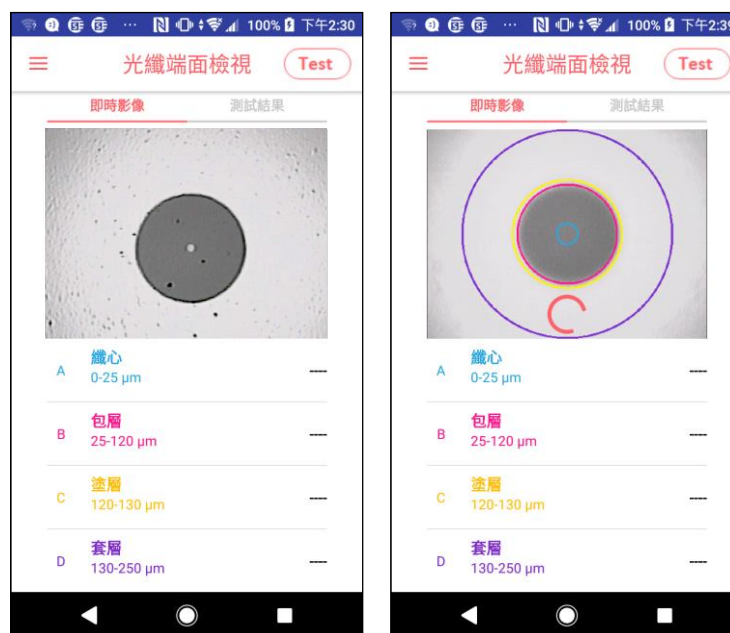 100% 下午2:30
光纖端面檢視 Test
即時影像 測試結果
A 纖心 ----
0-25 μm
B 包層 ----
25-120 μm
C 塗層 ----
120-130 μm
D 套層 ----
130-250 μm
100% 下午2:39
光纖端面檢視 Test
即時影像 測試結果
A 纖心 ----
0-25 μm
B 包層 ----
25-120 μm
C 塗層 ----
120-130 μm
D 套層 ----
130-250 μm